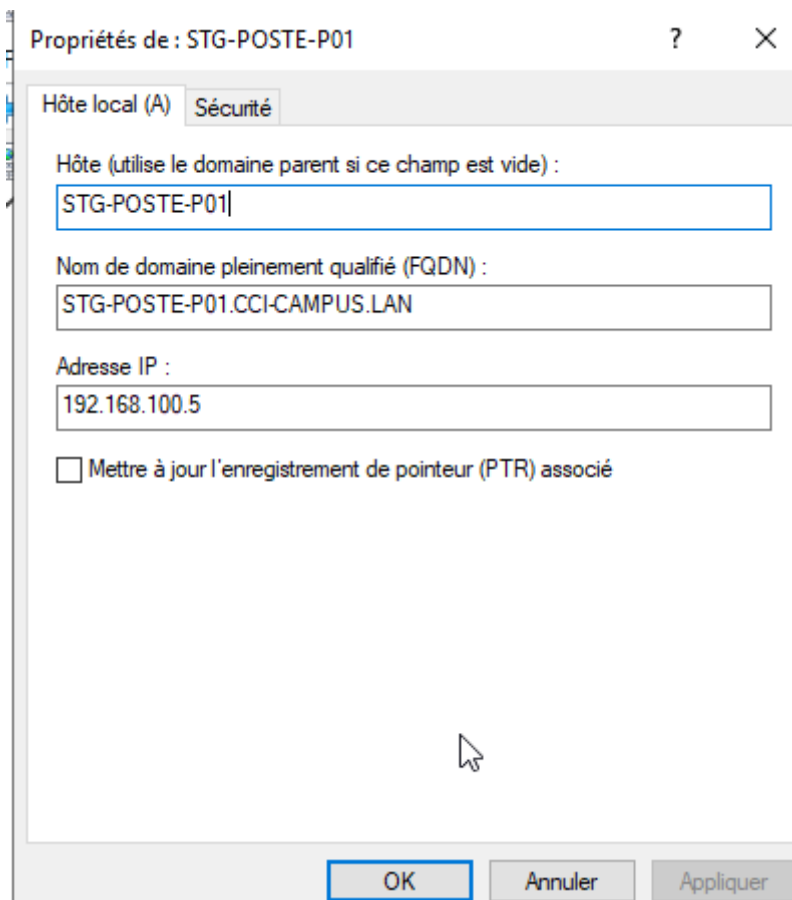 Propriétés de : STG-POSTE-P01
?
Hôte local (A)
Sécurité
Hôte (utilise le domaine parent si ce champ est vide) :
STG-POSTE-P01
Nom de domaine pleinement qualifié (FQDN) :
STG-POSTE-P01.CCI-CAMPUS.LAN
Adresse IP :
192.168.100.5
Mettre à jour l'enregistrement de pointeur (PTR) associé
OK
Annuler
Appliquer